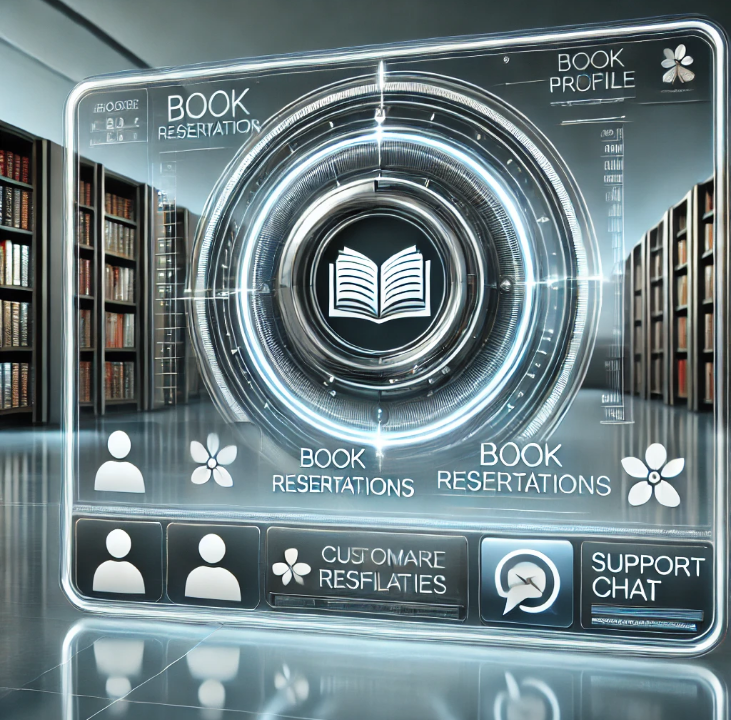 BOOK
RESERTATION
BOOK
PROFILE
BOOK
RESERTATIONS
BOOK
RESERTATIONS
CUSTOMARE
RESFILATIES
SUPPORT
CHAT